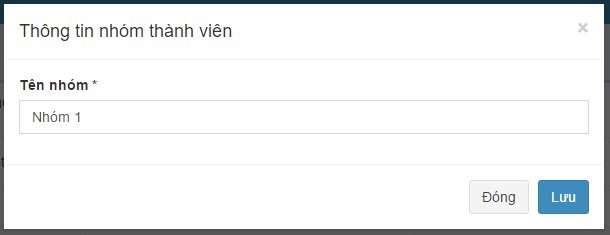 Thông tin nhóm thành viên
×
Tên nhóm *
Nhóm 1
Đóng
Lưu